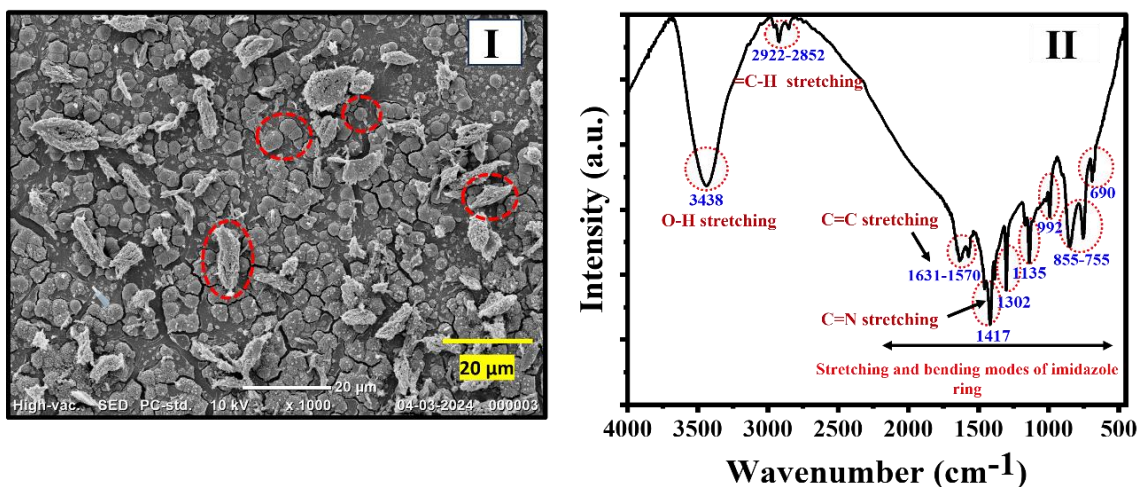 I
20 μm
20 μm
High-vac. SED PC-std. 10 kV x 1000 04-03-2024 000003
II
2922-2852
=C-H stretching
3438
O-H stretching
C=C stretching
1631-1570
C=N stretching
1417
1302
1135
992
855-755
690
Stretching and bending modes of imidazole
ring
Intensity (a.u.)
4000 3500 3000 2500 2000 1500 1000 500
Wavenumber (cm-1)